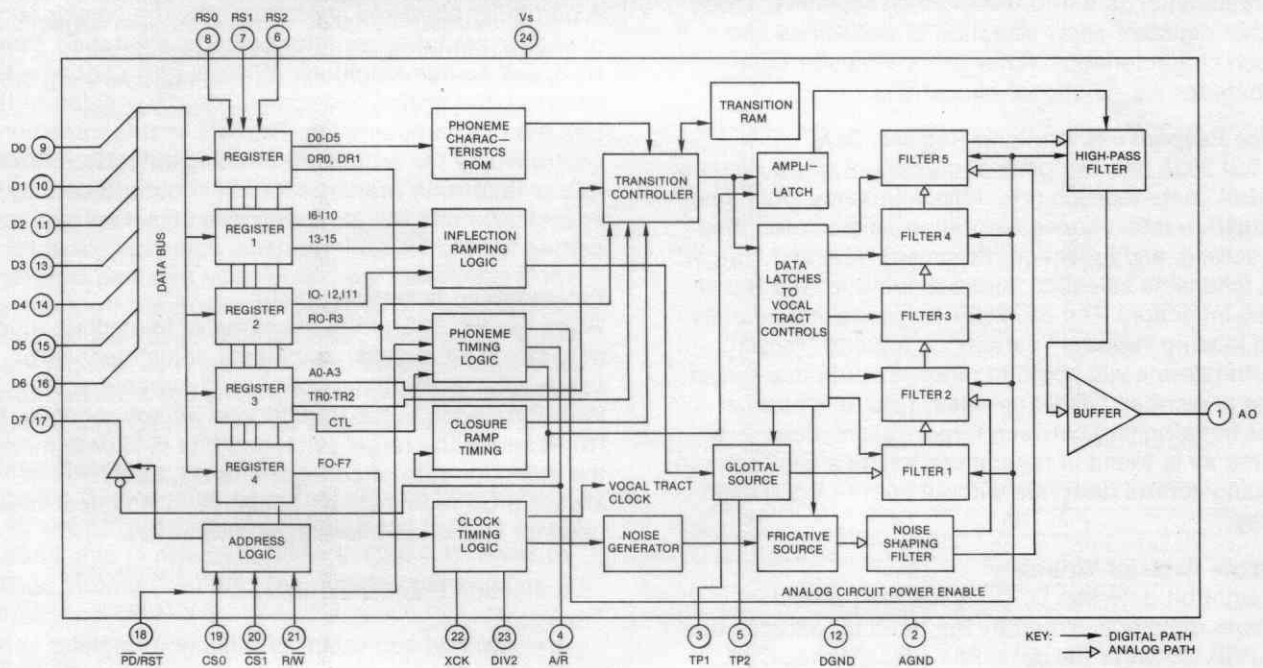 RS0 RS1 RS2 Vs
8 7 6 24
D0 9
D1 10
D2 11
D3 13
D4 14
D5 15
D6 16
D7 17
DATA BUS
REGISTER
REGISTER
1
REGISTER
2
REGISTER
3
REGISTER
4
ADDRESS
LOGIC
D0-D5
DR0, DR1
I6-I10
13-15
IO- I2,I11
RO-R3
A0-A3
TR0-TR2
CTL
FO-F7
PHONEME
CHARAC—
TERISTCS
ROM
INFLECTION
RAMPING
LOGIC
PHONEME
TIMING
LOGIC
CLOSURE
RAMP
TIMING
CLOCK
TIMING
LOGIC
TRANSITION
CONTROLLER
TRANSITION
RAM
AMPLI—
LATCH
DATA
LATCHES
TO
VOCAL
TRACT
CONTROLS
VOCAL TRACT
CLOCK
NOISE
GENERATOR
GLOTTAL
SOURCE
FRICATIVE
SOURCE
NOISE
SHAPING
FILTER
FILTER 5
FILTER 4
FILTER 3
FILTER 2
FILTER 1
HIGH-PASS
FILTER
BUFFER
1 AO
ANALOG CIRCUIT POWER ENABLE
18 19 20 21 22 23 4 3 5 12 2
PD/RST CS0 CS1 R/W XCK DIV2 A/R TP1 TP2 DGND AGND
KEY: DIGITAL PATH
ANALOG PATH